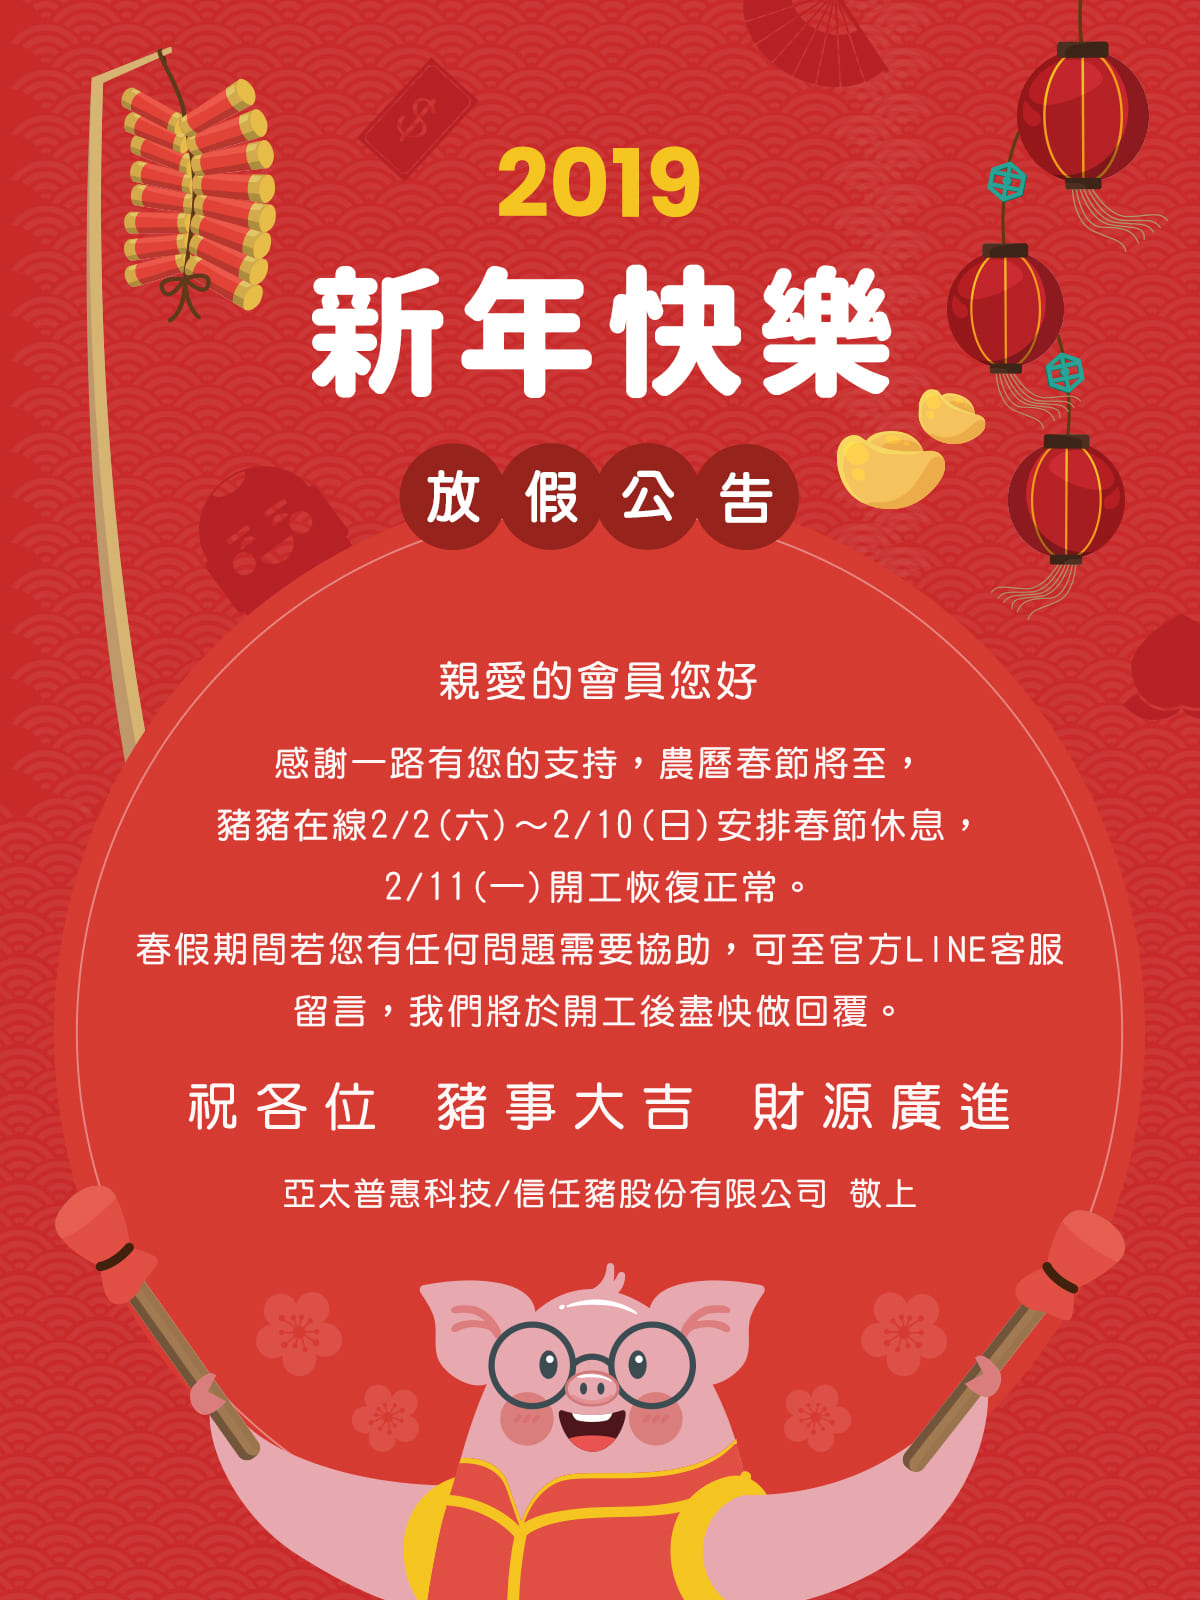 2019
新年快樂
放假公告
親愛的會員您好
感謝一路有您的支持，農曆春節將至，
豬豬在線2/2(六)～2/10(日)安排春節休息，
2/11(一)開工恢復正常。
春假期間若您有任何問題需要協助，可至官方LINE客服
留言，我們將於開工後盡快做回覆。
祝各位 豬事大吉 財源廣進
亞太普惠科技/信任豬股份有限公司 敬上